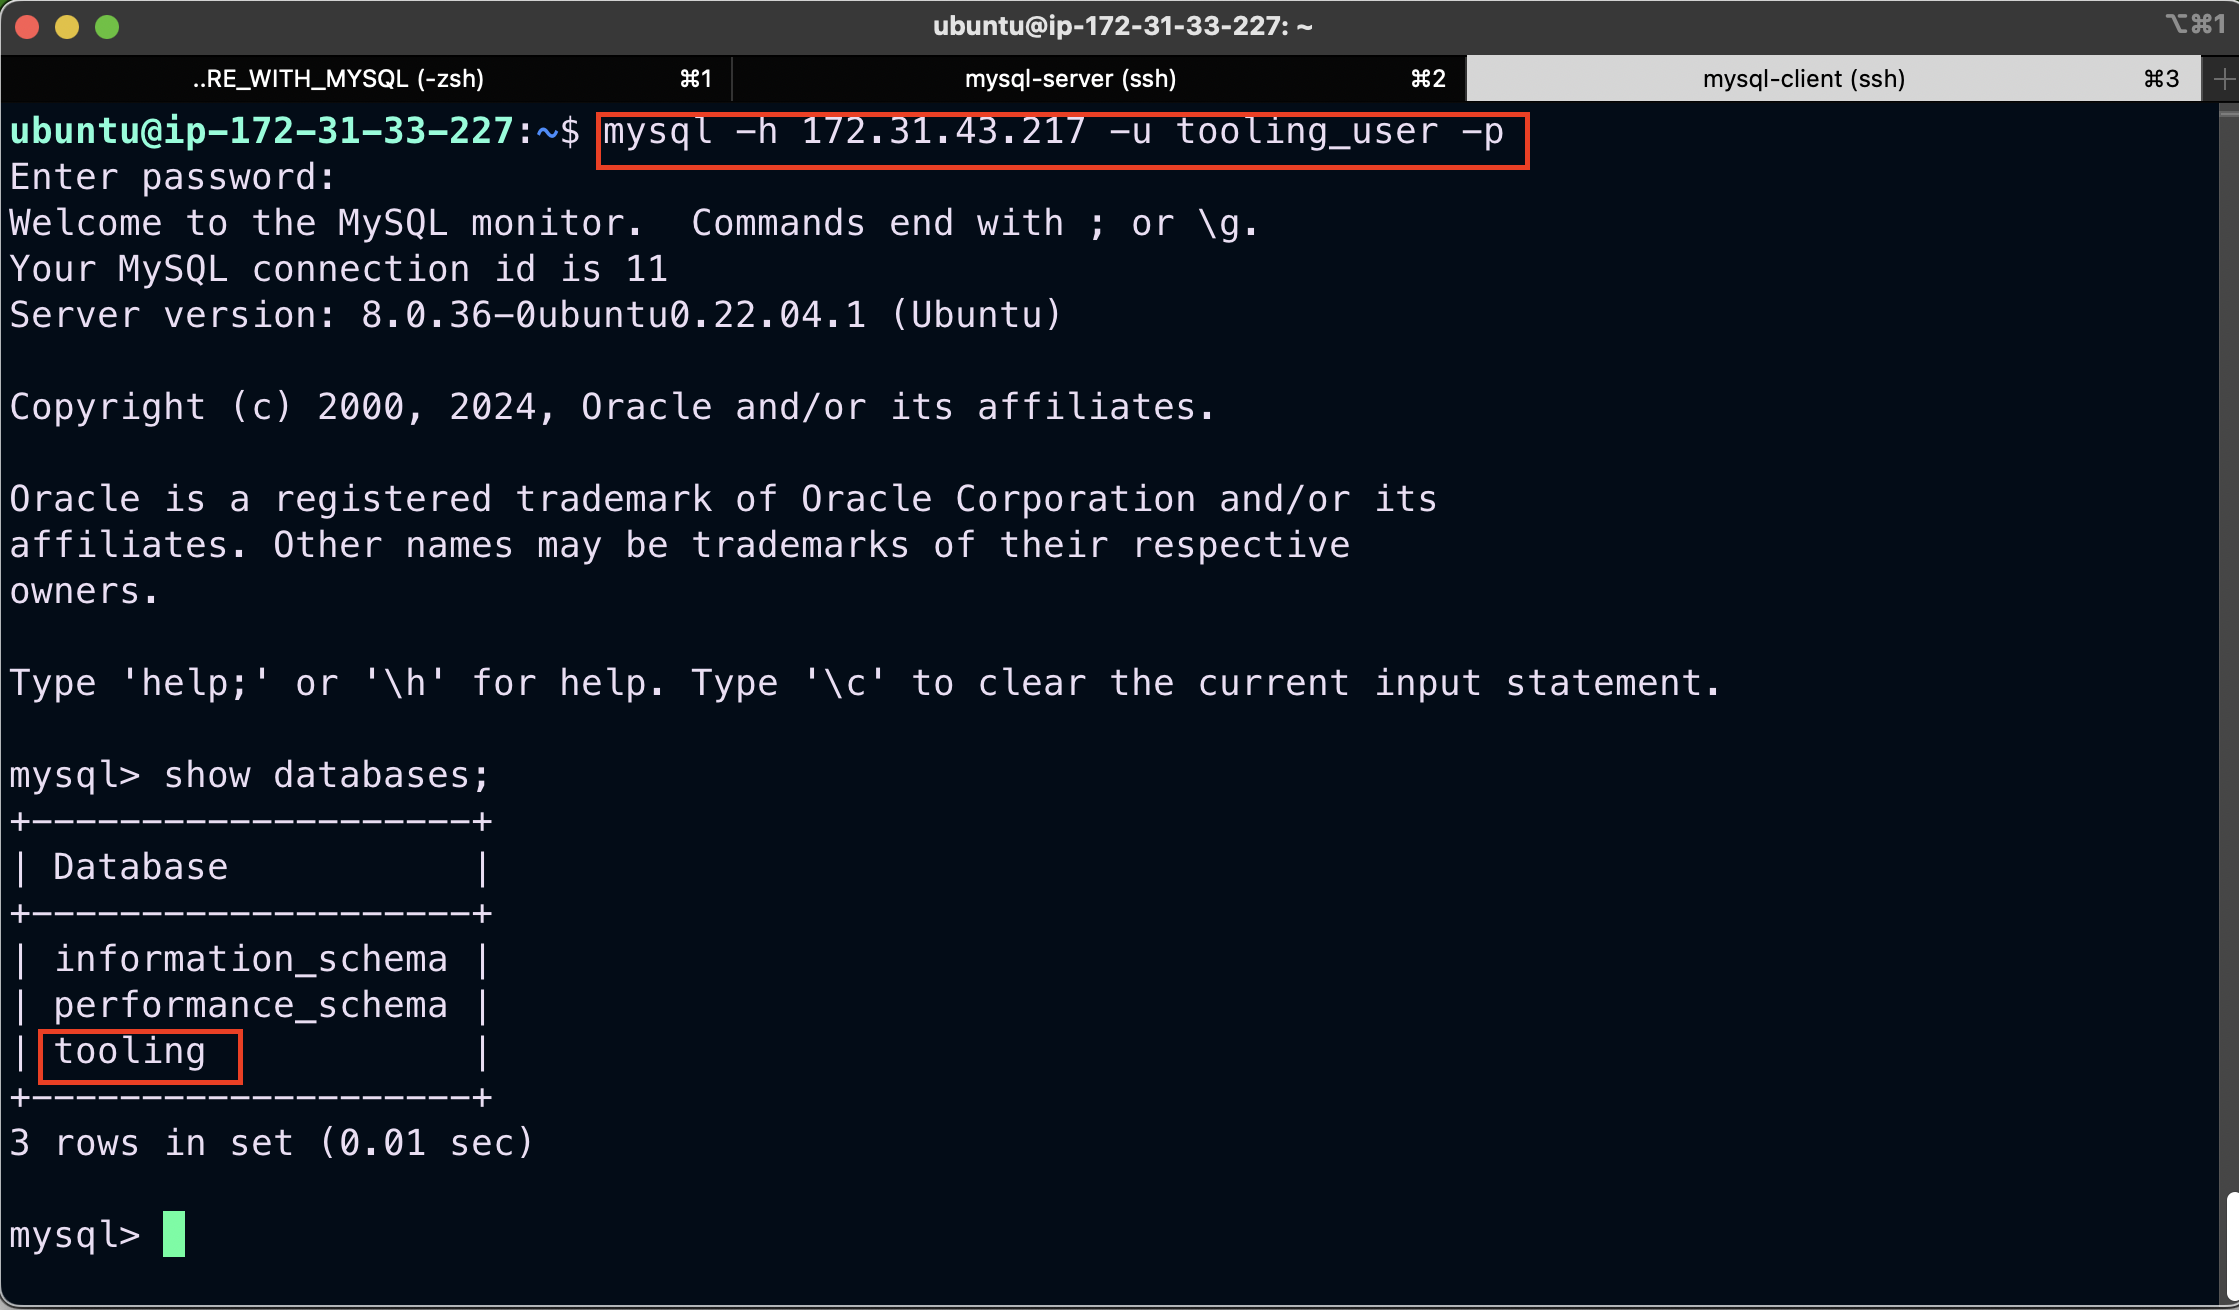 ubuntu@ip-172-31-33-227: ~
⌥⌘1
..RE_WITH_MYSQL (-zsh) ⌘1 mysql-server (ssh) ⌘2 mysql-client (ssh) ⌘3 +
ubuntu@ip-172-31-33-227:~$ mysql -h 172.31.43.217 -u tooling_user -p
Enter password:
Welcome to the MySQL monitor.  Commands end with ; or \g.
Your MySQL connection id is 11
Server version: 8.0.36-0ubuntu0.22.04.1 (Ubuntu)
Copyright (c) 2000, 2024, Oracle and/or its affiliates.
Oracle is a registered trademark of Oracle Corporation and/or its
affiliates. Other names may be trademarks of their respective
owners.
Type 'help;' or '\h' for help. Type '\c' to clear the current input statement.
mysql> show databases;
+--------------------+
| Database           |
+--------------------+
| information_schema |
| performance_schema |
| tooling            |
+--------------------+
3 rows in set (0.01 sec)
mysql>